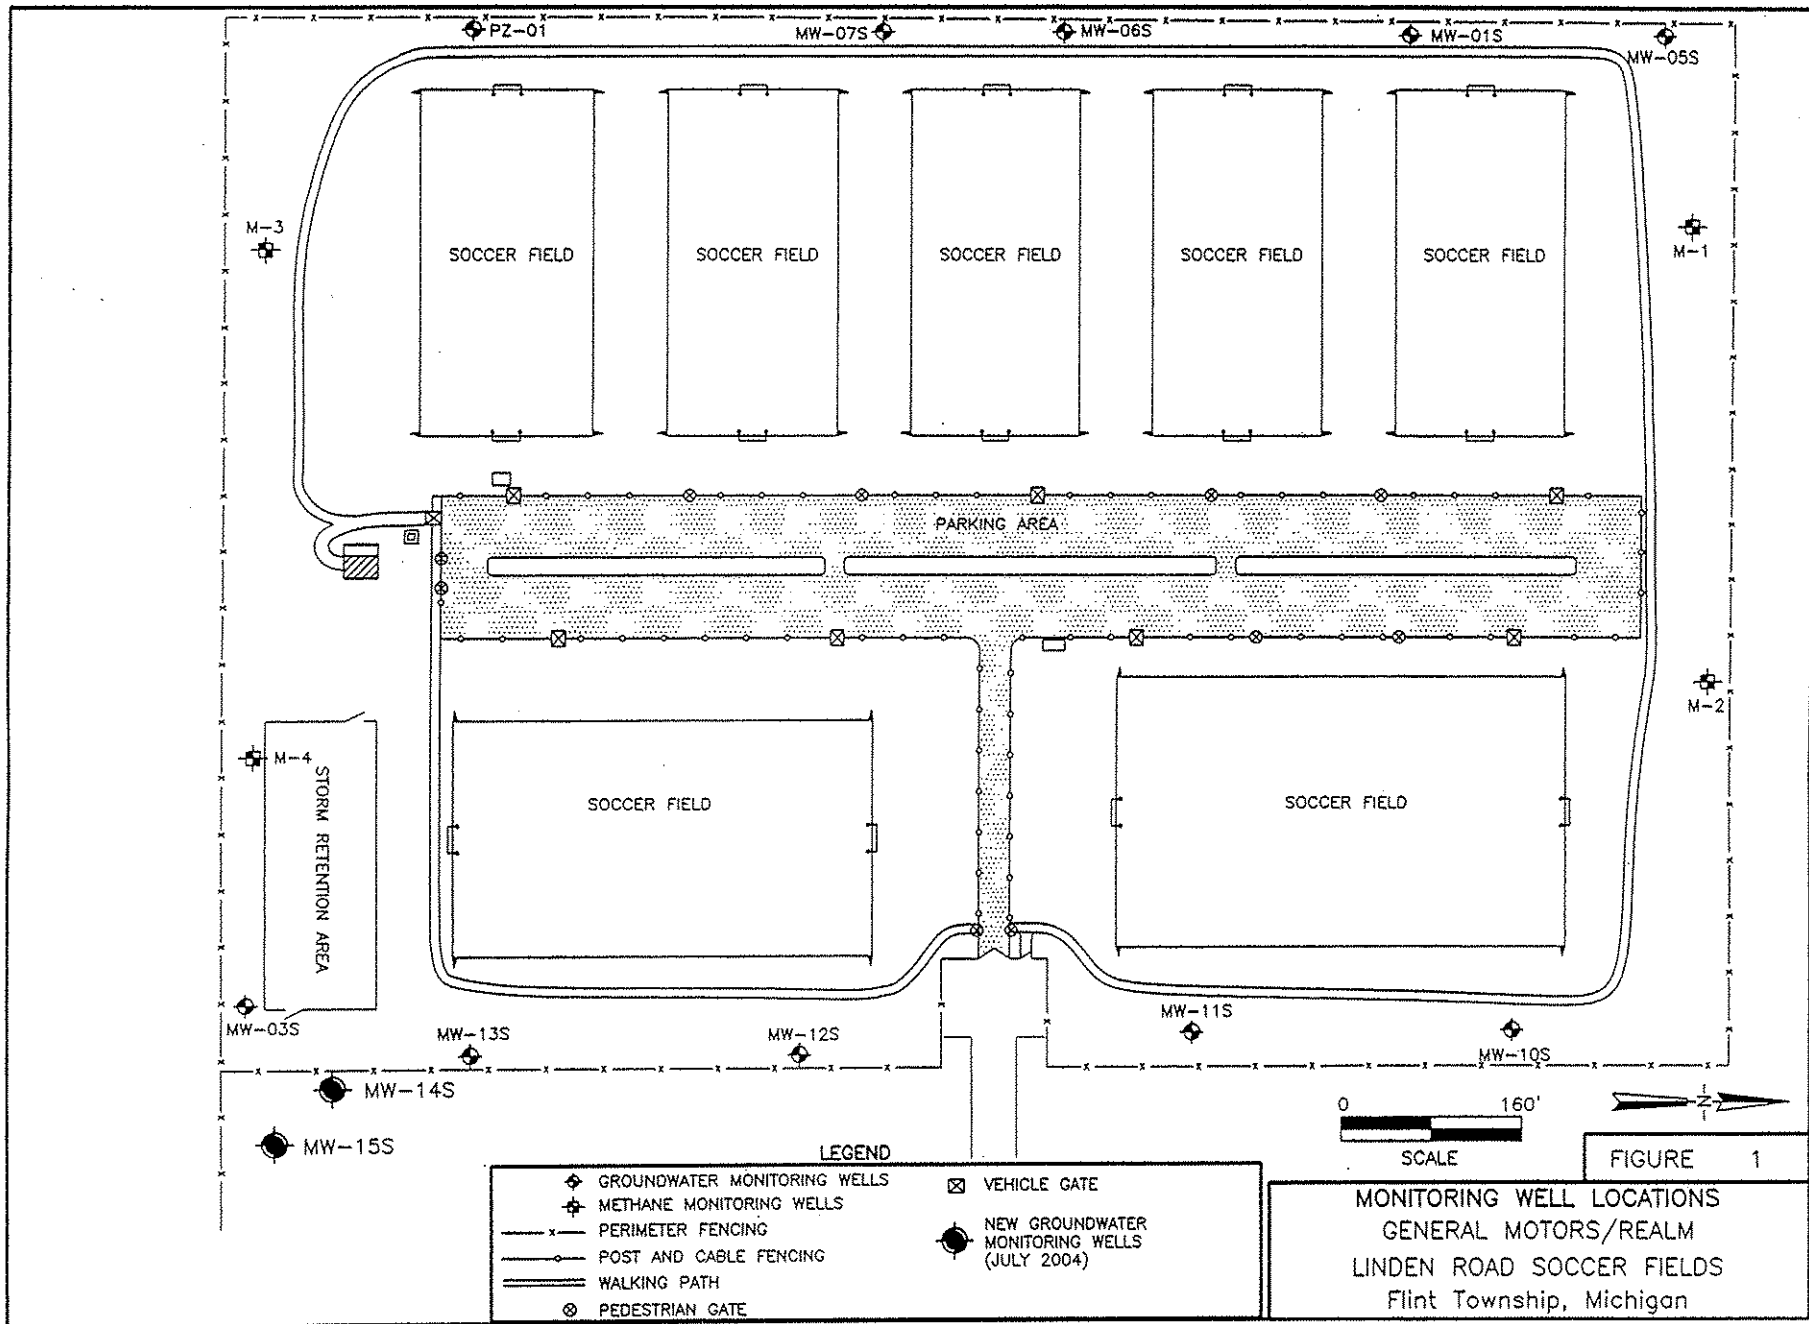 PZ-01
MW-07S
MW-06S
MW-01S
MW-05S
M-3
M-1
SOCCER FIELD
SOCCER FIELD
SOCCER FIELD
SOCCER FIELD
SOCCER FIELD
PARKING AREA
M-2
M-4
STORM RETENTION AREA
SOCCER FIELD
SOCCER FIELD
MW-03S
MW-13S
MW-12S
MW-11S
MW-10S
MW-14S
MW-15S
0 160'
SCALE
N
LEGEND
GROUNDWATER MONITORING WELLS
METHANE MONITORING WELLS
PERIMETER FENCING
POST AND CABLE FENCING
WALKING PATH
PEDESTRIAN GATE
VEHICLE GATE
NEW GROUNDWATER
MONITORING WELLS
(JULY 2004)
FIGURE 1
MONITORING WELL LOCATIONS
GENERAL MOTORS/REALM
LINDEN ROAD SOCCER FIELDS
Flint Township, Michigan